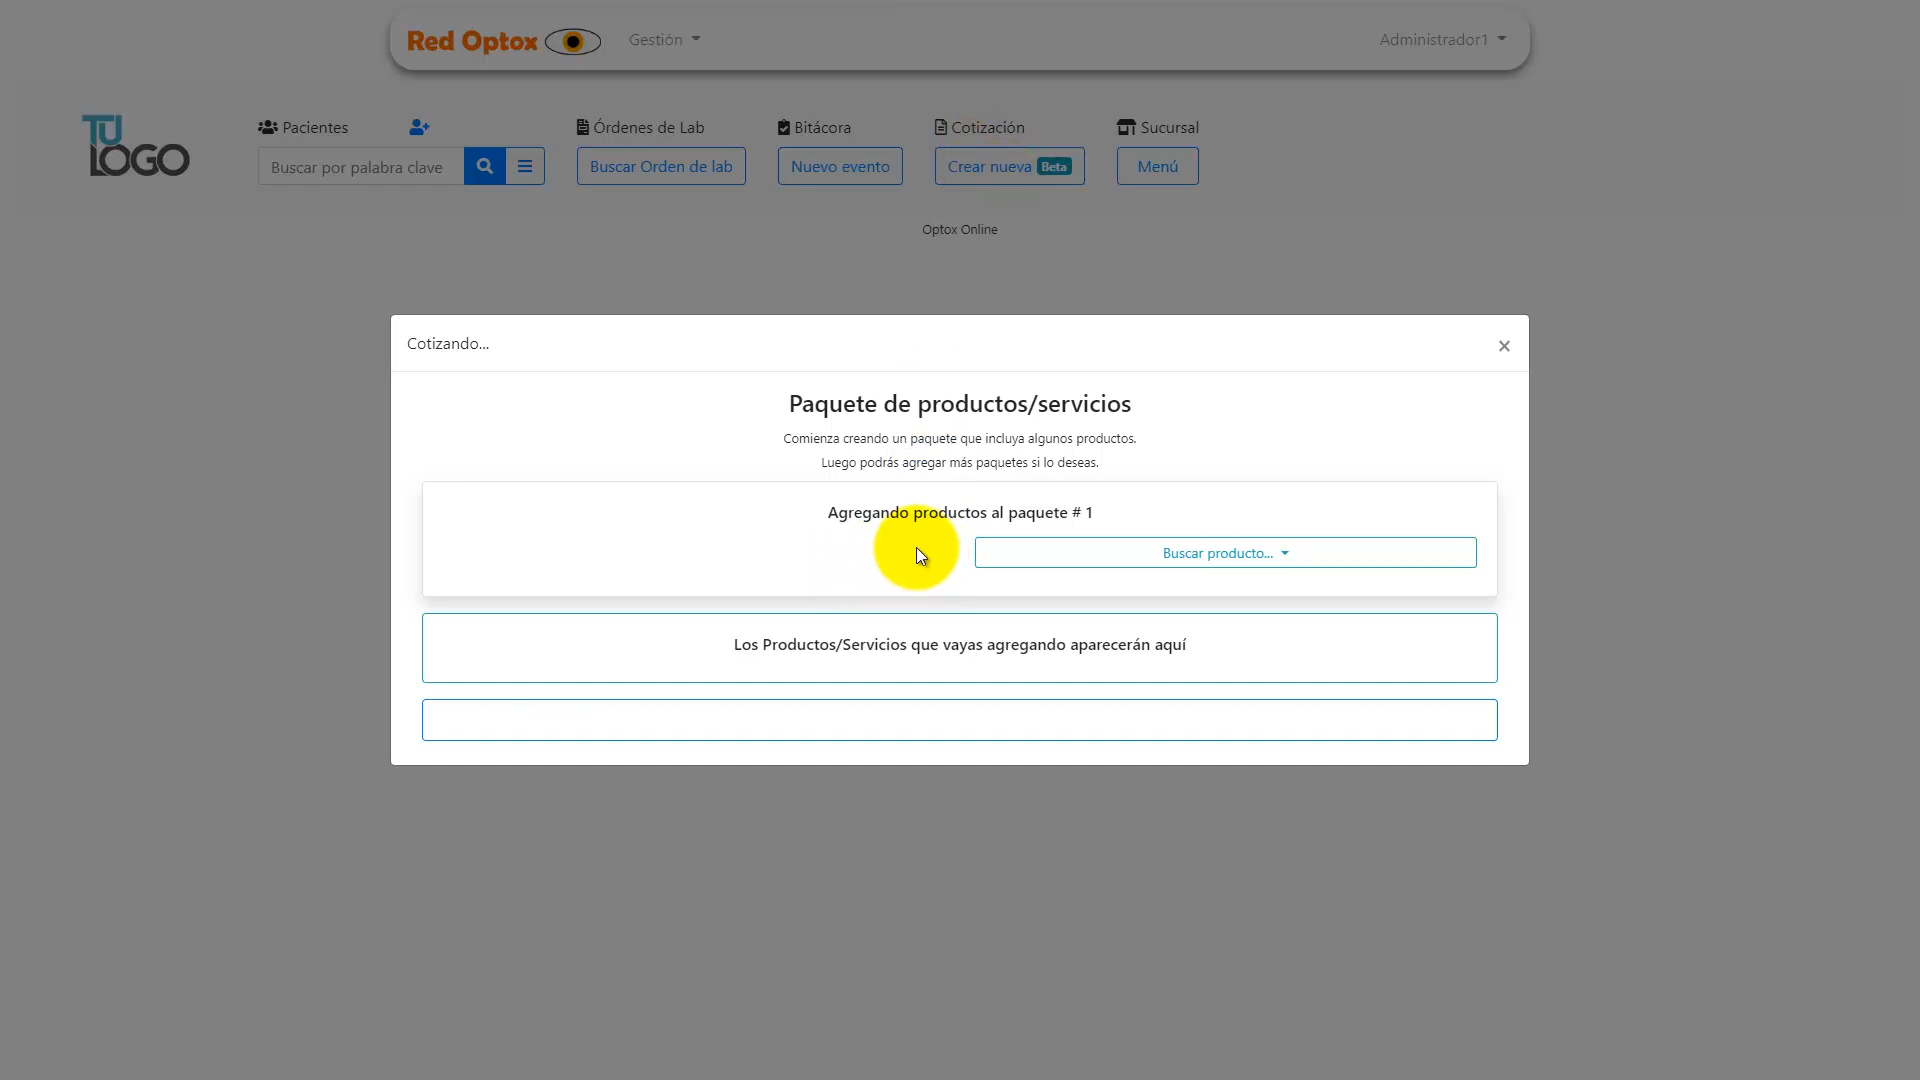 Red Optox
Gestión
Administrador1
TU LOGO
Pacientes
Buscar por palabra clave
Órdenes de Lab
Buscar Orden de lab
Bitácora
Nuevo evento
Cotización
Crear nueva Beta
Sucursal
Menú
Optox Online
Cotizando...
×
Paquete de productos/servicios
Comienza creando un paquete que incluya algunos productos.
Luego podrás agregar más paquetes si lo deseas.
Agregando productos al paquete # 1
Buscar producto...
Los Productos/Servicios que vayas agregando aparecerán aquí